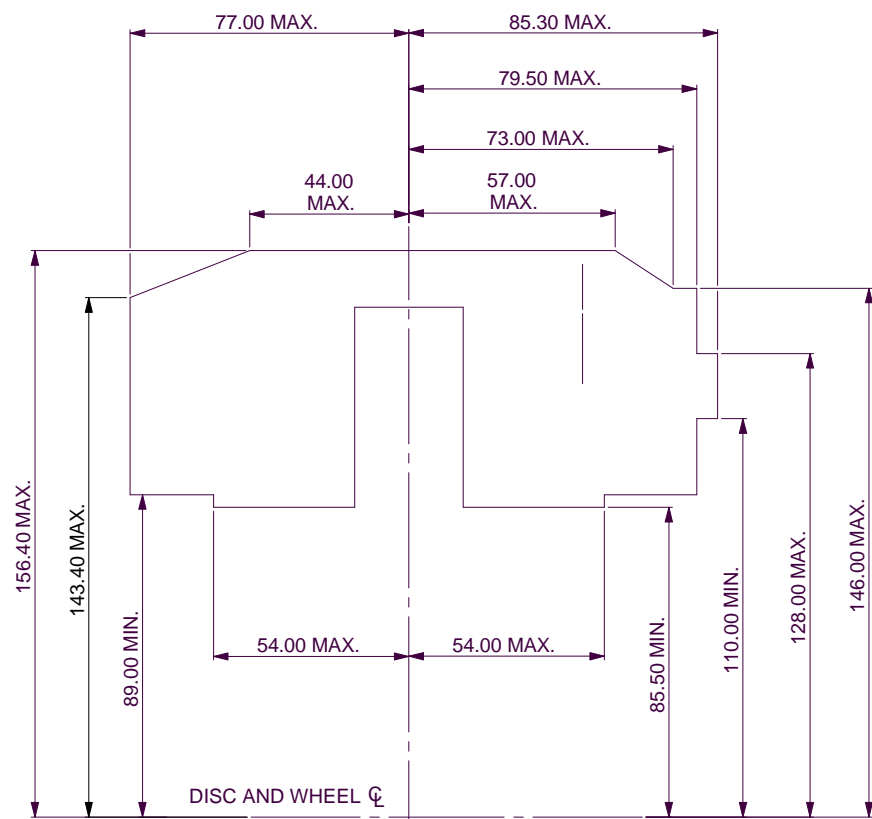 77.00 MAX.
85.30 MAX.
79.50 MAX.
73.00 MAX.
44.00
MAX.
57.00
MAX.
156.40 MAX.
143.40 MAX.
89.00 MIN.
54.00 MAX.
54.00 MAX.
85.50 MIN.
110.00 MIN.
128.00 MAX.
146.00 MAX.
DISC AND WHEEL ℄